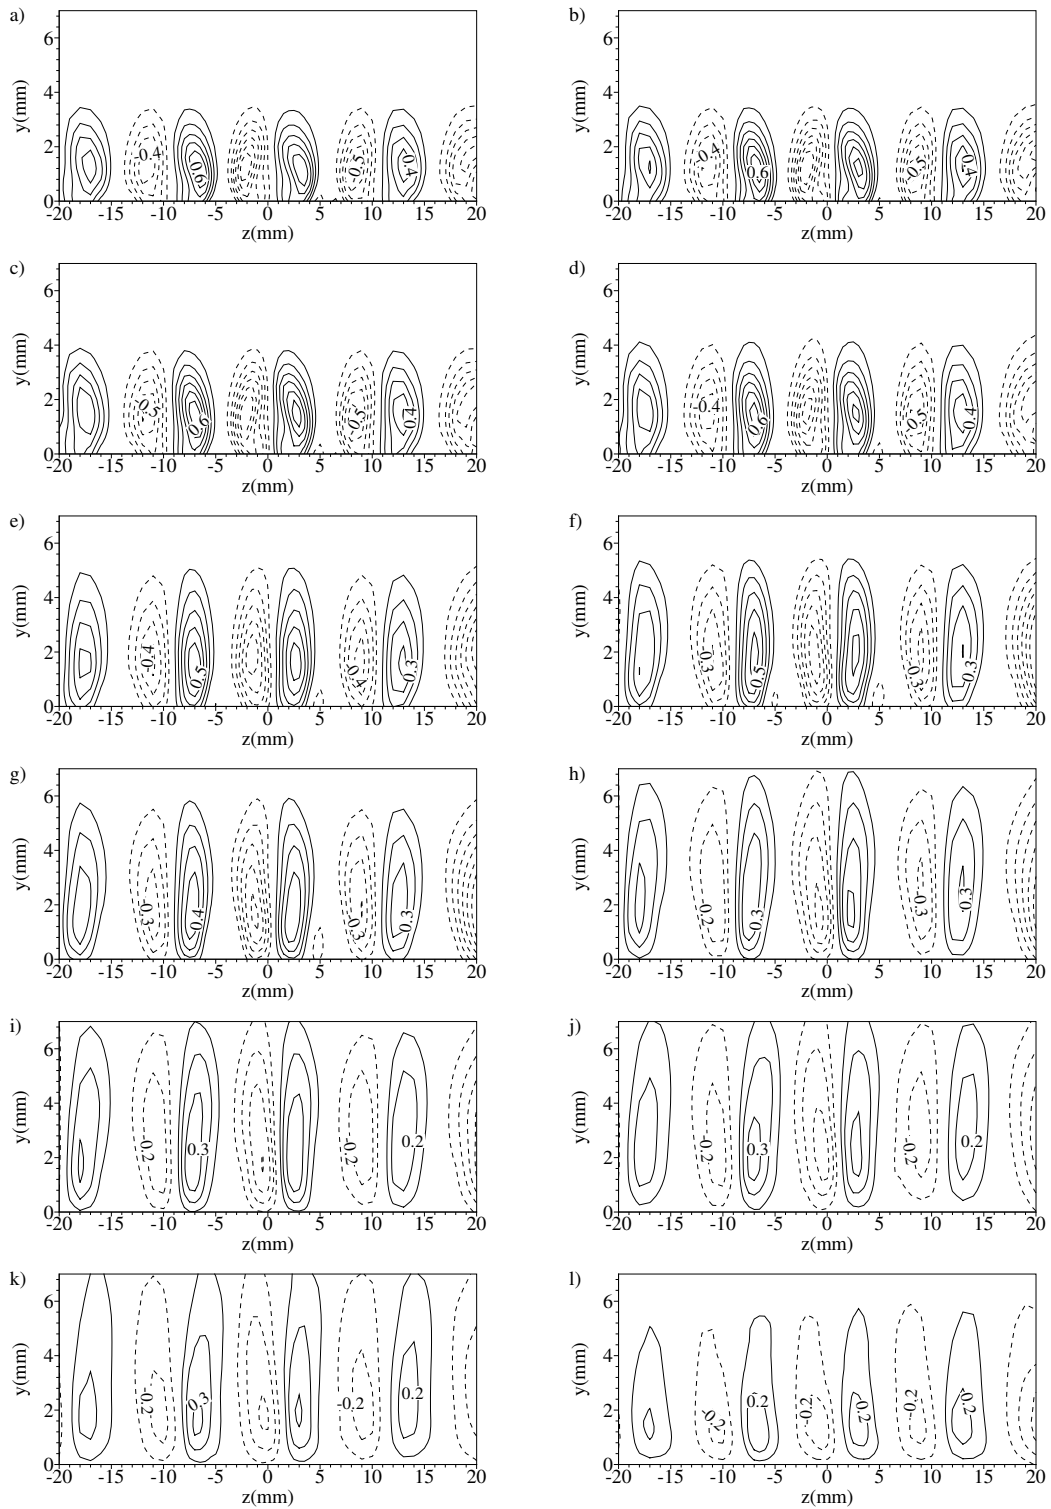 a) b)
y(mm) 6 4 2 0 -0.4 0.6 -0.5 0.4 y(mm) 6 4 2 0 -0.4 0.6 -0.5 0.4
-20 -15 -10 -5 0 5 10 15 20 -20 -15 -10 -5 0 5 10 15 20
z(mm) z(mm)
c) d)
y(mm) 6 4 2 0 -0.5 0.6 -0.5 0.4 y(mm) 6 4 2 0 -0.4 0.6 -0.5 0.4
-20 -15 -10 -5 0 5 10 15 20 -20 -15 -10 -5 0 5 10 15 20
z(mm) z(mm)
e) f)
y(mm) 6 4 2 0 -0.4 0.5 -0.4 0.3 y(mm) 6 4 2 0 -0.3 0.5 -0.3 0.3
-20 -15 -10 -5 0 5 10 15 20 -20 -15 -10 -5 0 5 10 15 20
z(mm) z(mm)
g) h)
y(mm) 6 4 2 0 -0.3 0.4 -0.3 0.3 y(mm) 6 4 2 0 -0.2 0.3 -0.3 0.3
-20 -15 -10 -5 0 5 10 15 20 -20 -15 -10 -5 0 5 10 15 20
z(mm) z(mm)
i) j)
y(mm) 6 4 2 0 -0.2 0.3 -0.2 0.2 y(mm) 6 4 2 0 -0.2 0.3 -0.2 0.2
-20 -15 -10 -5 0 5 10 15 20 -20 -15 -10 -5 0 5 10 15 20
z(mm) z(mm)
k) l)
y(mm) 6 4 2 0 -0.2 0.3 -0.2 0.2 y(mm) 6 4 2 0 -0.2 0.2 -0.2 0.2 -0.2 0.2
-20 -15 -10 -5 0 5 10 15 20 -20 -15 -10 -5 0 5 10 15 20
z(mm) z(mm)